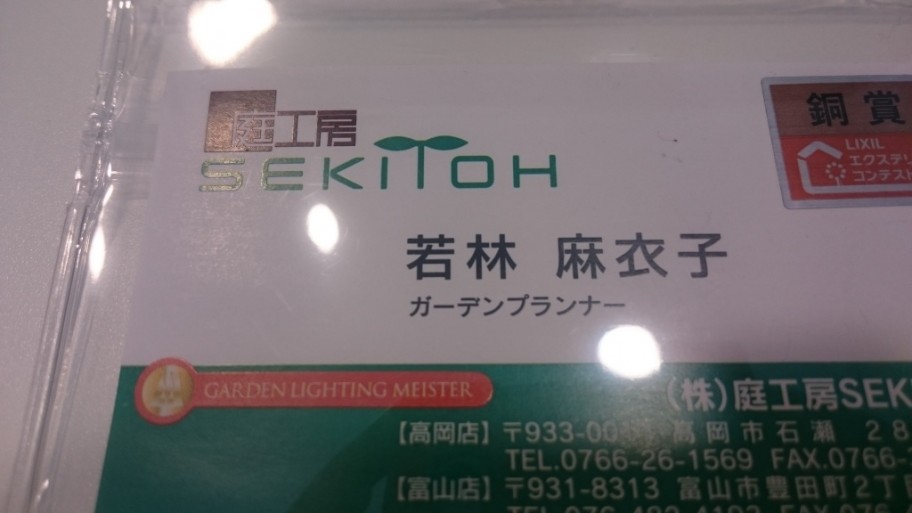 庭工房
SEKITOH
銅賞
LIXIL
エクステリ
コンテスト
若林 麻衣子
ガーデンプランナー
GARDEN LIGHTING MEISTER
(株)庭工房SEK
【高岡店】〒933-00 高岡市石瀬 28
TEL.0766-26-1569 FAX.0766-
【富山店】〒931-8313 富山市豊田町2丁目